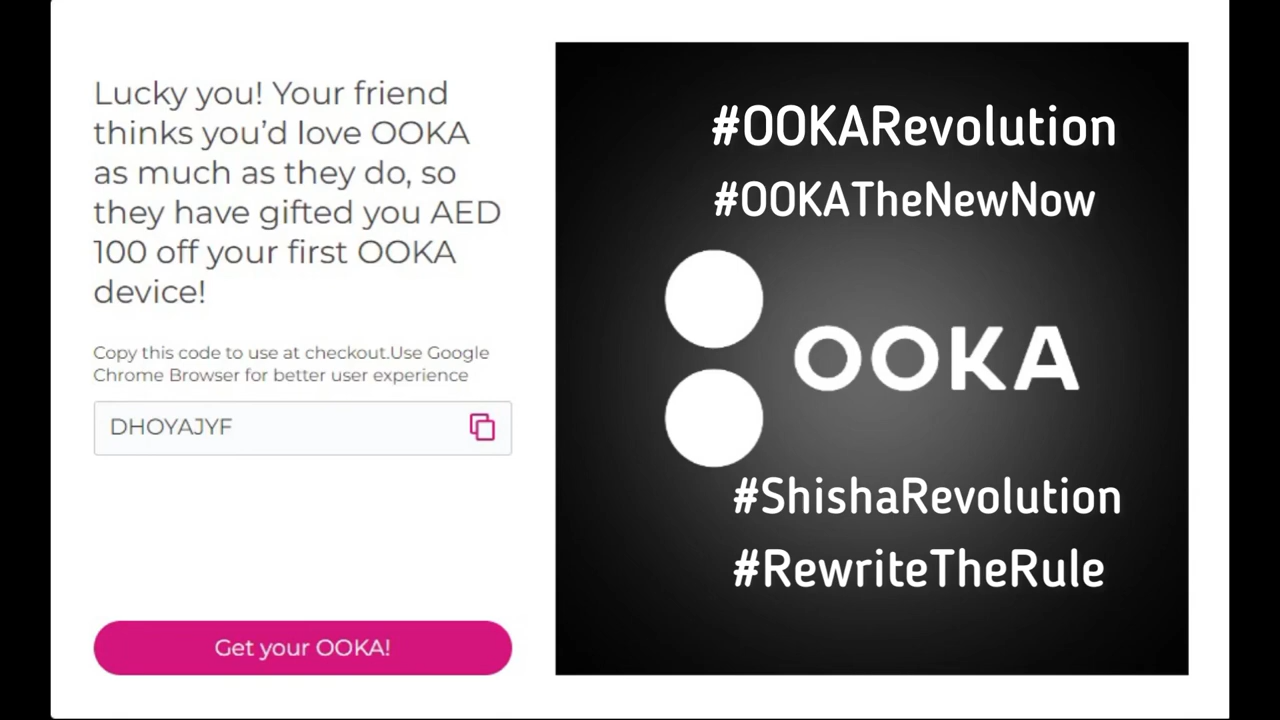 Lucky you! Your friend
thinks you’d love OOKA
as much as they do, so
they have gifted you AED
100 off your first OOKA
device!
Copy this code to use at checkout.Use Google
Chrome Browser for better user experience
DHOYAJYF
Get your OOKA!
#OOKARevolution
#OOKATheNewNow
OOKA
#ShishaRevolution
#RewriteTheRule